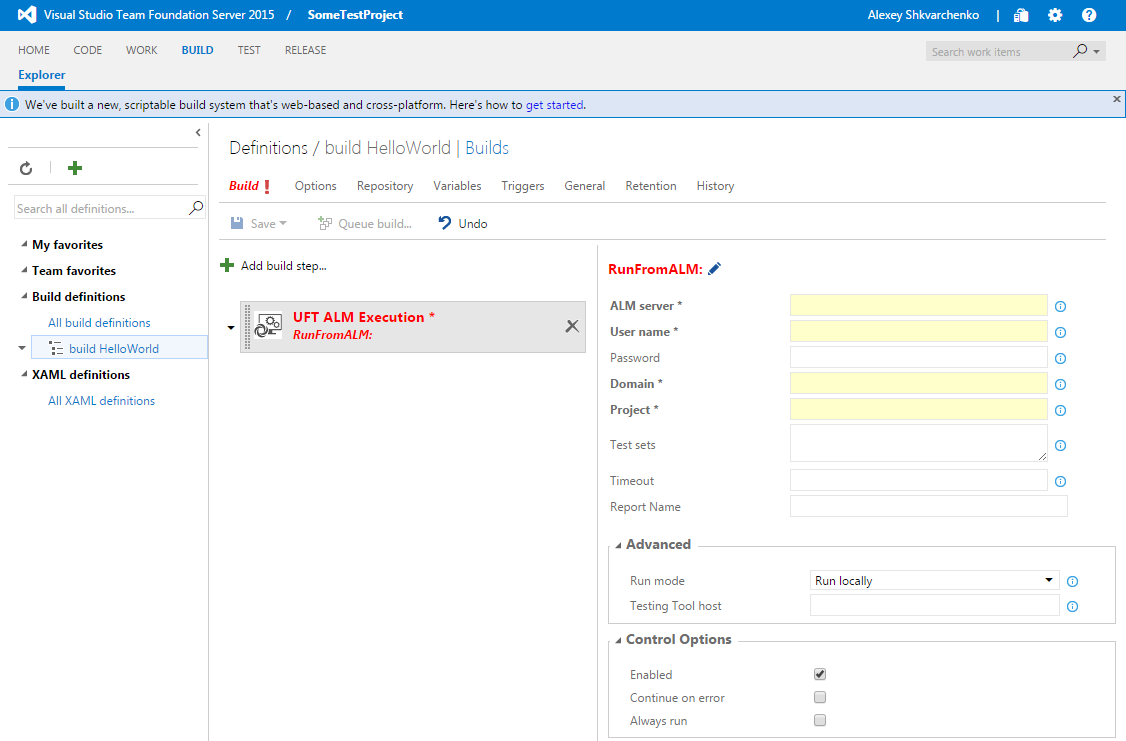 Visual Studio Team Foundation Server 2015 / SomeTestProject Alexey Shkvarchenko |
HOME CODE WORK BUILD TEST RELEASE Search work items
Explorer
We've built a new, scriptable build system that's web-based and cross-platform. Here's how to get started.
Definitions / build HelloWorld | Builds
Build ! Options Repository Variables Triggers General Retention History
Search all definitions...
Save Queue build... Undo
My favorites
Team favorites
Build definitions
All build definitions
build HelloWorld
XAML definitions
All XAML definitions
Add build step...
UFT ALM Execution *
RunFromALM:
RunFromALM:
ALM server *
User name *
Password
Domain *
Project *
Test sets
Timeout
Report Name
Advanced
Run mode Run locally
Testing Tool host
Control Options
Enabled
Continue on error
Always run